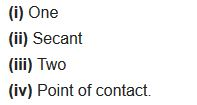 (i) One
(ii) Secant
(iii) Two
(iv) Point of contact.